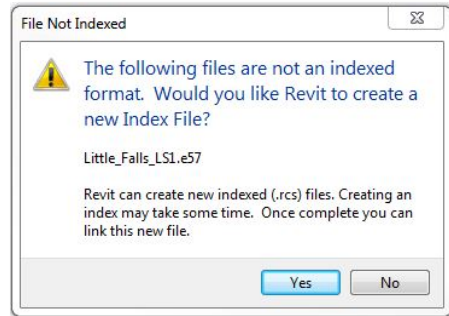 File Not Indexed
The following files are not an indexed
format. Would you like Revit to create a
new Index File?
Little_Falls_LS1.e57
Revit can create new indexed (.rcs) files. Creating an
index may take some time. Once complete you can
link this new file.
Yes No